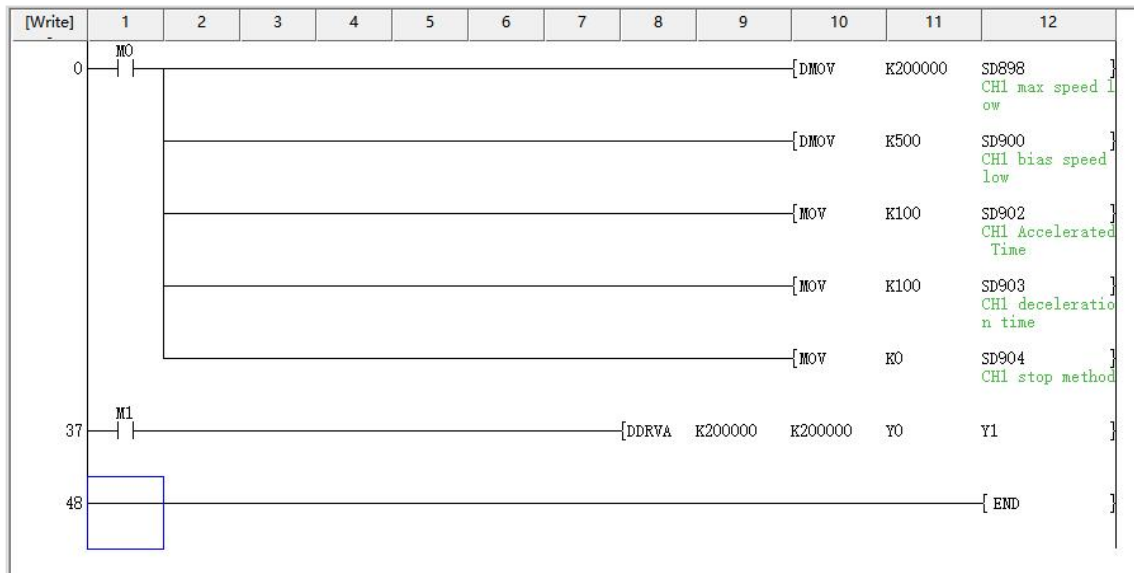 [Write] 1 2 3 4 5 6 7 8 9 10 11 12
M0
0 DMOV K200000 SD898
CH1 max speed l
ow
DMOV K500 SD900
CH1 bias speed
low
MOV K100 SD902
CH1 Accelerated
Time
MOV K100 SD903
CH1 deceleratio
n time
MOV K0 SD904
CH1 stop method
M1
37 DDRVA K200000 K200000 Y0 Y1
48 END